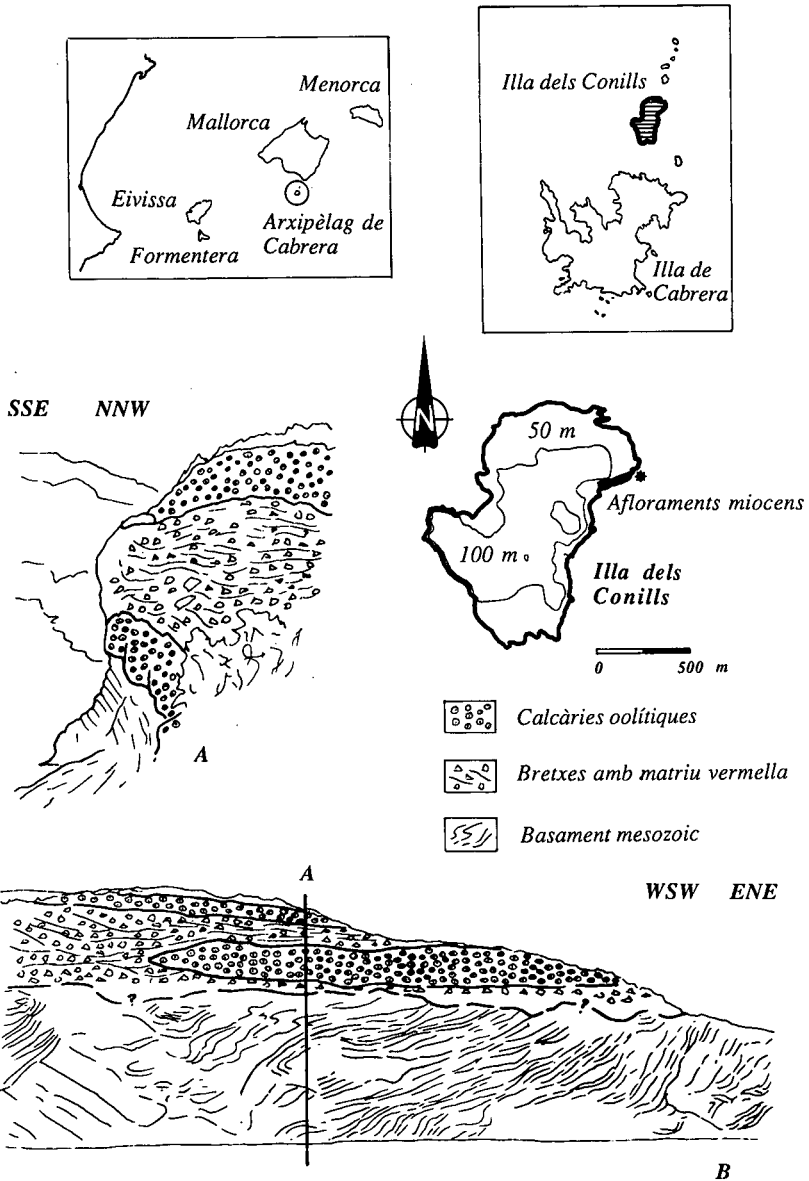 Menorca
Mallorca
Eivissa
Formentera
Arxipèlag de
Cabrera
Illa dels Conills
Illa de
Cabrera
SSE NNW
N
50 m
Afloraments miocens
100 m
Illa dels
Conills
0 500 m
Calcàries oolítiques
Bretxes amb matriu vermella
Basament mesozoic
A
A
WSW ENE
?
?
B